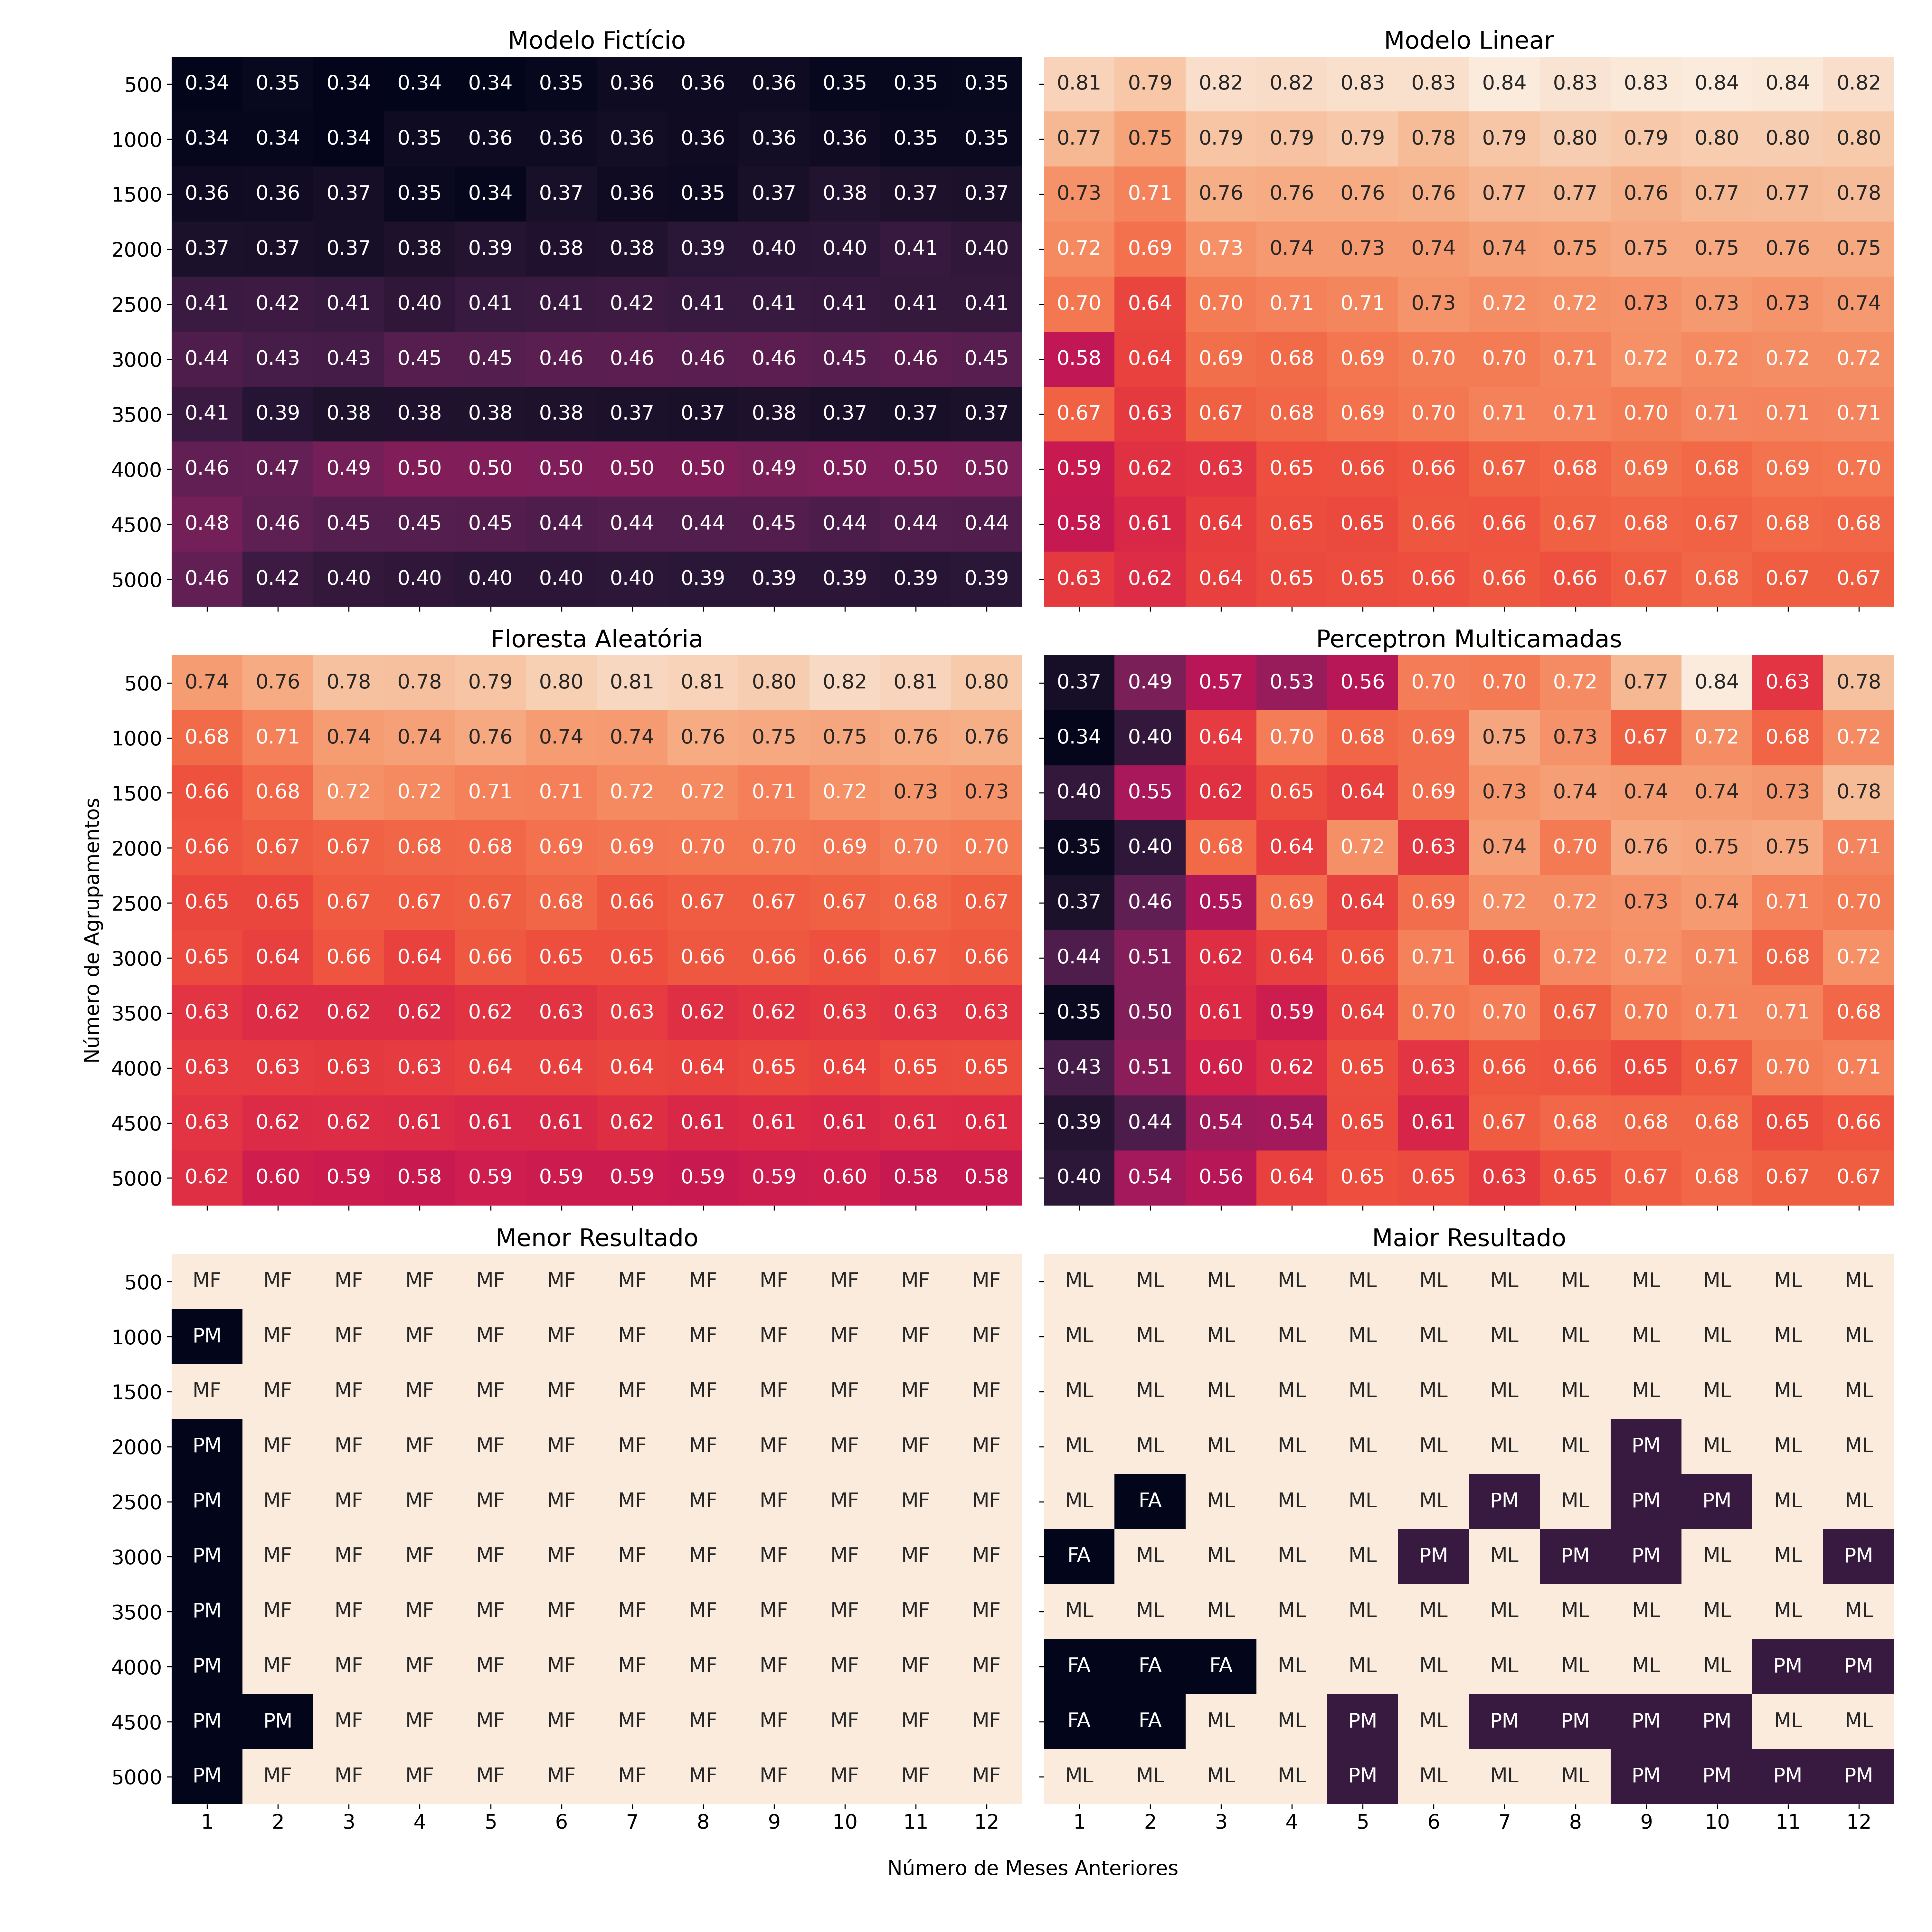 Modelo Fictício
500 0.34 0.35 0.34 0.34 0.34 0.35 0.36 0.36 0.36 0.35 0.35 0.35
1000 0.34 0.34 0.34 0.35 0.36 0.36 0.36 0.36 0.36 0.36 0.35 0.35
1500 0.36 0.36 0.37 0.35 0.34 0.37 0.36 0.35 0.37 0.38 0.37 0.37
2000 0.37 0.37 0.37 0.38 0.39 0.38 0.38 0.39 0.40 0.40 0.41 0.40
2500 0.41 0.42 0.41 0.40 0.41 0.41 0.42 0.41 0.41 0.41 0.41 0.41
3000 0.44 0.43 0.43 0.45 0.45 0.46 0.46 0.46 0.46 0.45 0.46 0.45
3500 0.41 0.39 0.38 0.38 0.38 0.38 0.37 0.37 0.38 0.37 0.37 0.37
4000 0.46 0.47 0.49 0.50 0.50 0.50 0.50 0.50 0.49 0.50 0.50 0.50
4500 0.48 0.46 0.45 0.45 0.45 0.44 0.44 0.44 0.45 0.44 0.44 0.44
5000 0.46 0.42 0.40 0.40 0.40 0.40 0.40 0.39 0.39 0.39 0.39 0.39
Modelo Linear
0.81 0.79 0.82 0.82 0.83 0.83 0.84 0.83 0.83 0.84 0.84 0.82
0.77 0.75 0.79 0.79 0.79 0.78 0.79 0.80 0.79 0.80 0.80 0.80
0.73 0.71 0.76 0.76 0.76 0.76 0.77 0.77 0.76 0.77 0.77 0.78
0.72 0.69 0.73 0.74 0.73 0.74 0.74 0.75 0.75 0.75 0.76 0.75
0.70 0.64 0.70 0.71 0.71 0.73 0.72 0.72 0.73 0.73 0.73 0.74
0.58 0.64 0.69 0.68 0.69 0.70 0.70 0.71 0.72 0.72 0.72 0.72
0.67 0.63 0.67 0.68 0.69 0.70 0.71 0.71 0.70 0.71 0.71 0.71
0.59 0.62 0.63 0.65 0.66 0.66 0.67 0.68 0.69 0.68 0.69 0.70
0.58 0.61 0.64 0.65 0.65 0.66 0.66 0.67 0.68 0.67 0.68 0.68
0.63 0.62 0.64 0.65 0.65 0.66 0.66 0.66 0.67 0.68 0.67 0.67
Número de Agrupamentos
Floresta Aleatória
500 0.74 0.76 0.78 0.78 0.79 0.80 0.81 0.81 0.80 0.82 0.81 0.80
1000 0.68 0.71 0.74 0.74 0.76 0.74 0.74 0.76 0.75 0.75 0.76 0.76
1500 0.66 0.68 0.72 0.72 0.71 0.71 0.72 0.72 0.71 0.72 0.73 0.73
2000 0.66 0.67 0.67 0.68 0.68 0.69 0.69 0.70 0.70 0.69 0.70 0.70
2500 0.65 0.65 0.67 0.67 0.67 0.68 0.66 0.67 0.67 0.67 0.68 0.67
3000 0.65 0.64 0.66 0.64 0.66 0.65 0.65 0.66 0.66 0.66 0.67 0.66
3500 0.63 0.62 0.62 0.62 0.62 0.63 0.63 0.62 0.62 0.63 0.63 0.63
4000 0.63 0.63 0.63 0.63 0.64 0.64 0.64 0.64 0.65 0.64 0.65 0.65
4500 0.63 0.62 0.62 0.61 0.61 0.61 0.62 0.61 0.61 0.61 0.61 0.61
5000 0.62 0.60 0.59 0.58 0.59 0.59 0.59 0.59 0.59 0.60 0.58 0.58
Perceptron Multicamadas
0.37 0.49 0.57 0.53 0.56 0.70 0.70 0.72 0.77 0.84 0.63 0.78
0.34 0.40 0.64 0.70 0.68 0.69 0.75 0.73 0.67 0.72 0.68 0.72
0.40 0.55 0.62 0.65 0.64 0.69 0.73 0.74 0.74 0.74 0.73 0.78
0.35 0.40 0.68 0.64 0.72 0.63 0.74 0.70 0.76 0.75 0.75 0.71
0.37 0.46 0.55 0.69 0.64 0.69 0.72 0.72 0.73 0.74 0.71 0.70
0.44 0.51 0.62 0.64 0.66 0.71 0.66 0.72 0.72 0.71 0.68 0.72
0.35 0.50 0.61 0.59 0.64 0.70 0.70 0.67 0.70 0.71 0.71 0.68
0.43 0.51 0.60 0.62 0.65 0.63 0.66 0.66 0.65 0.67 0.70 0.71
0.39 0.44 0.54 0.54 0.65 0.61 0.67 0.68 0.68 0.68 0.65 0.66
0.40 0.54 0.56 0.64 0.65 0.65 0.63 0.65 0.67 0.68 0.67 0.67
Menor Resultado
500 MF MF MF MF MF MF MF MF MF MF MF MF
1000 PM MF MF MF MF MF MF MF MF MF MF MF
1500 MF MF MF MF MF MF MF MF MF MF MF MF
2000 PM MF MF MF MF MF MF MF MF MF MF MF
2500 PM MF MF MF MF MF MF MF MF MF MF MF
3000 PM MF MF MF MF MF MF MF MF MF MF MF
3500 PM MF MF MF MF MF MF MF MF MF MF MF
4000 PM MF MF MF MF MF MF MF MF MF MF MF
4500 PM PM MF MF MF MF MF MF MF MF MF MF
5000 PM MF MF MF MF MF MF MF MF MF MF MF
1 2 3 4 5 6 7 8 9 10 11 12
Maior Resultado
ML ML ML ML ML ML ML ML ML ML ML ML
ML ML ML ML ML ML ML ML ML ML ML ML
ML ML ML ML ML ML ML ML ML ML ML ML
ML ML ML ML ML ML ML ML PM ML ML ML
ML FA ML ML ML ML PM ML PM PM ML ML
FA ML ML ML ML PM ML PM PM ML ML PM
ML ML ML ML ML ML ML ML ML ML ML ML
FA FA FA ML ML ML ML ML ML ML PM PM
FA FA ML ML PM ML PM PM PM PM ML ML
ML ML ML ML PM ML ML ML PM PM PM PM
1 2 3 4 5 6 7 8 9 10 11 12
Número de Meses Anteriores